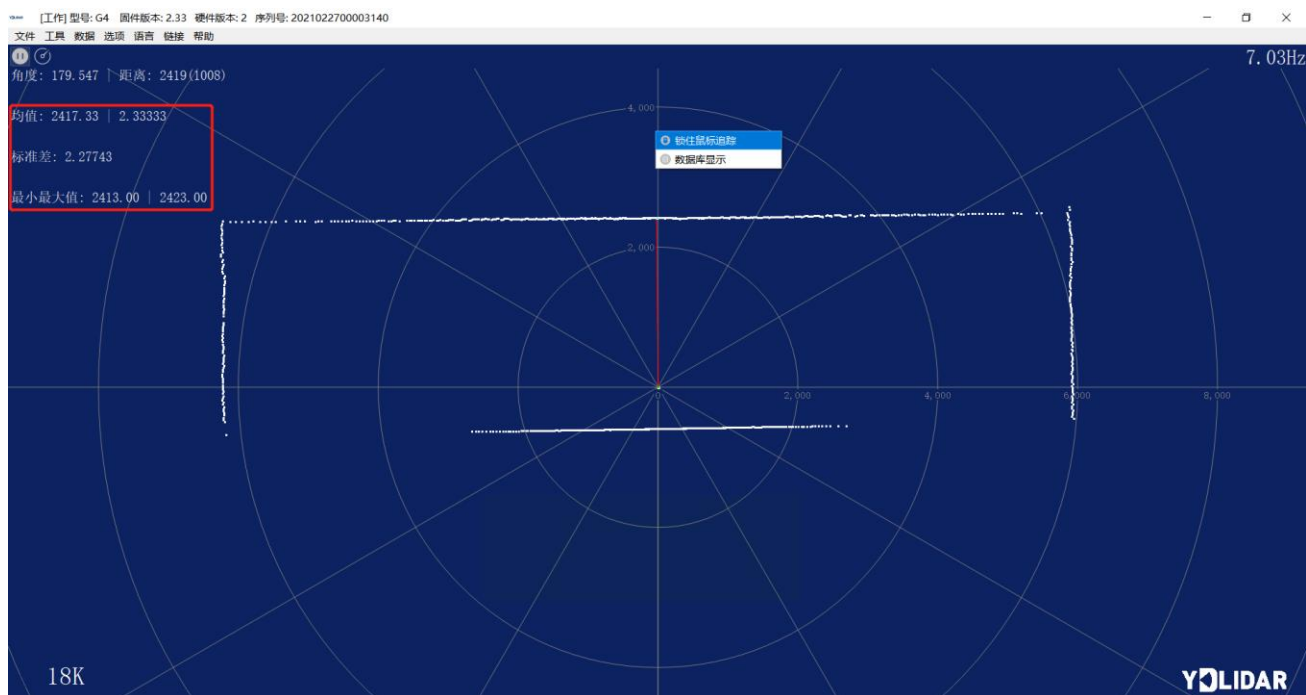 [工作] 型号: G4 固件版本: 2.33 硬件版本: 2 序列号: 2021022700003140
文件 工具 数据 选项 语言 链接 帮助
7.03Hz
角度: 179.547 | 距离: 2419(1008)
均值: 2417.33 | 2.33333
标准差: 2.27743
最小最大值: 2413.00 | 2423.00
4,000
锁住鼠标追踪
数据库显示
2,000
0 2,000 4,000 6,000 8,000
18K
YDLIDAR